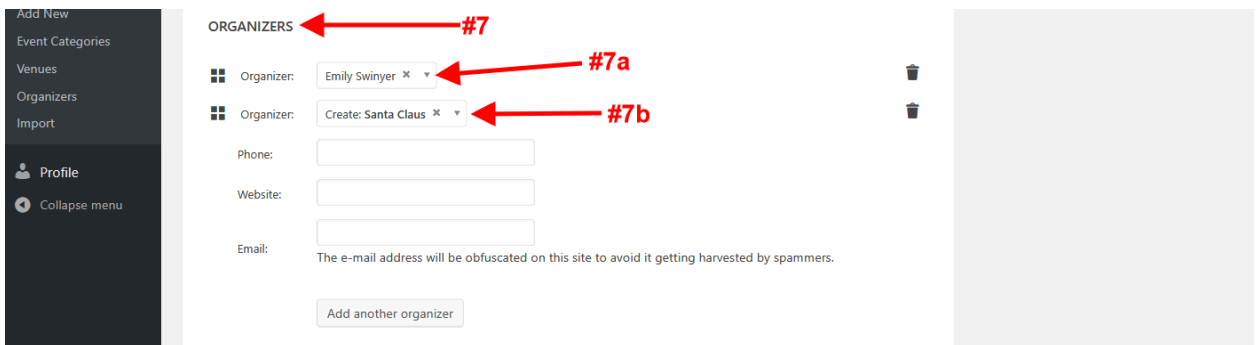 Add New
Event Categories
Venues
Organizers
Import
Profile
Collapse menu
ORGANIZERS #7
Organizer: Emily Swinyer × #7a
Organizer: Create: Santa Claus × #7b
Phone:
Website:
Email:
The e-mail address will be obfuscated on this site to avoid it getting harvested by spammers.
Add another organizer